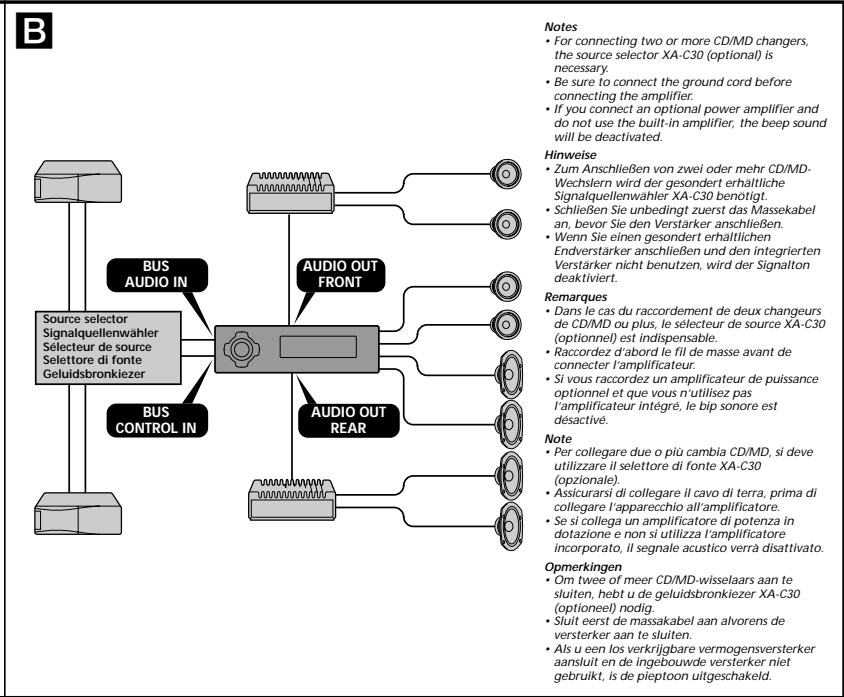 B
BUS
AUDIO IN
AUDIO OUT
FRONT
Source selector
Signalquellenwähler
Sélecteur de source
Selettore di fonte
Geluidsbronkiezer
BUS
CONTROL IN
AUDIO OUT
REAR
Notes
• For connecting two or more CD/MD changers,
the source selector XA-C30 (optional) is
necessary.
• Be sure to connect the ground cord before
connecting the amplifier.
• If you connect an optional power amplifier and
do not use the built-in amplifier, the beep sound
will be deactivated.
Hinweise
• Zum Anschließen von zwei oder mehr CD/MD-
Wechslern wird der gesondert erhältliche
Signalquellenwähler XA-C30 benötigt.
• Schließen Sie unbedingt zuerst das Massekabel
an, bevor Sie den Verstärker anschließen.
• Wenn Sie einen gesondert erhältlichen
Endverstärker anschließen und den integrierten
Verstärker nicht benutzen, wird der Signalton
deaktiviert.
Remarques
• Dans le cas du raccordement de deux changeurs
de CD/MD ou plus, le sélecteur de source XA-C30
(optionnel) est indispensable.
• Raccordez d'abord le fil de masse avant de
connecter l'amplificateur.
• Si vous raccordez un amplificateur de puissance
optionnel et que vous n'utilisez pas
l'amplificateur intégré, le bip sonore est
désactivé.
Note
• Per collegare due o più cambia CD/MD, si deve
utilizzare il selettore di fonte XA-C30
(opzionale).
• Assicurarsi di collegare il cavo di terra, prima di
collegare l'apparecchio all'amplificatore.
• Se si collega un amplificatore di potenza in
dotazione e non si utilizza l'amplificatore
incorporato, il segnale acustico verrà disattivato.
Opmerkingen
• Om twee of meer CD/MD-wisselaars aan te
sluiten, hebt u de geluidsbronkiezer XA-C30
(optioneel) nodig.
• Sluit eerst de massakabel aan alvorens de
versterker aan te sluiten.
• Als u een los verkrijgbare vermogensversterker
aansluit en de ingebouwde versterker niet
gebruikt, is de pieptoon uitgeschakeld.